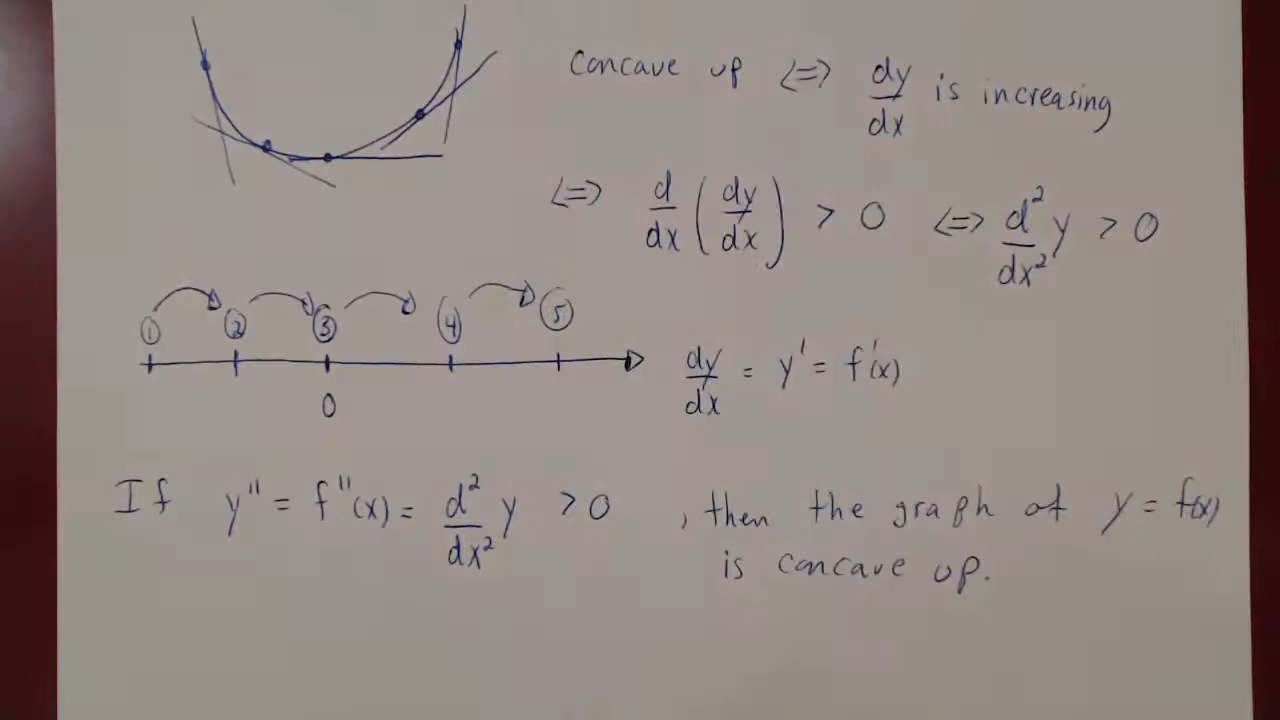 concave up <=> dy/dx is increasing
<=> d/dx (dy/dx) > 0 <=> d²/dx² y > 0
① ② ③ ④ ⑤
0
dy/dx = y' = f'(x)
If y'' = f''(x) = d²/dx² y > 0 , then the graph of y = f(x)
is concave up.